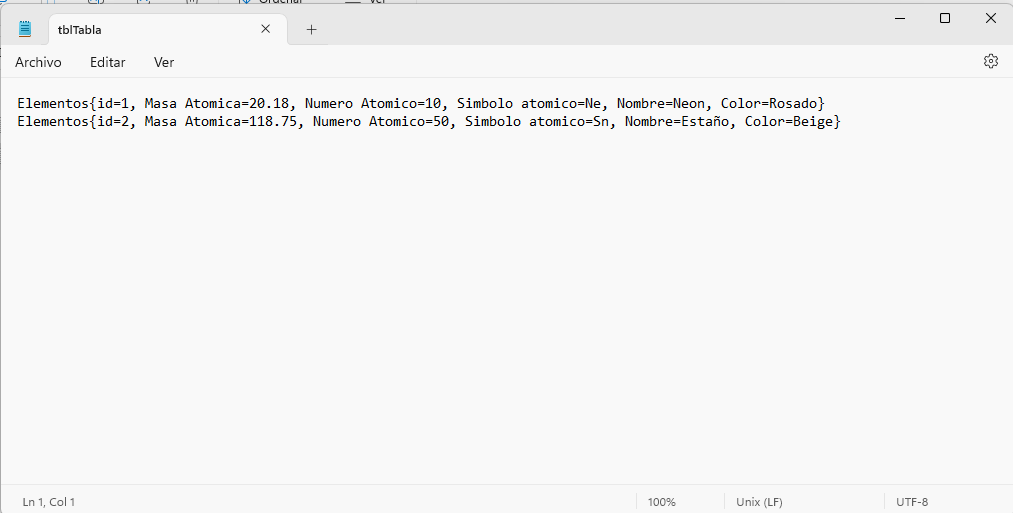 Ordenar
Ver
tblTabla
Archivo Editar Ver
Elementos{id=1, Masa Atomica=20.18, Numero Atomico=10, Simbolo atomico=Ne, Nombre=Neon, Color=Rosado}
Elementos{id=2, Masa Atomica=118.75, Numero Atomico=50, Simbolo atomico=Sn, Nombre=Estaño, Color=Beige}
Ln 1, Col 1 100% Unix (LF) UTF-8